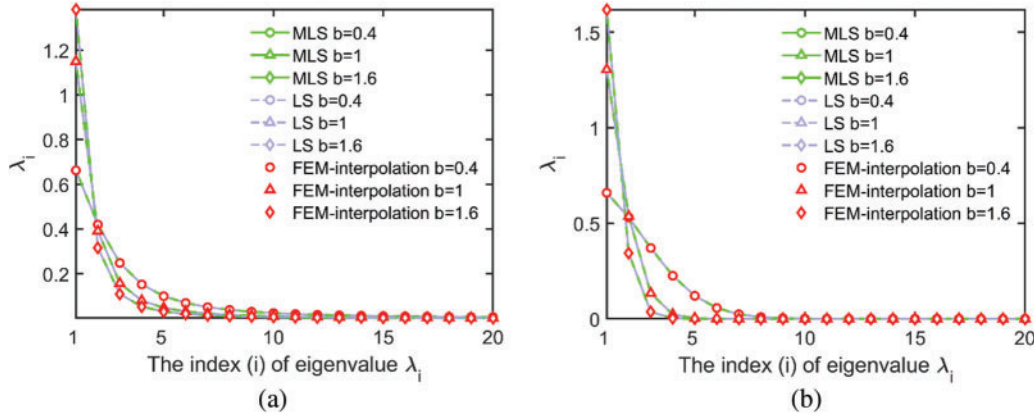 1.2
1
0.8
0.6
0.4
0.2
λi
MLS b=0.4
MLS b=1
MLS b=1.6
LS b=0.4
LS b=1
LS b=1.6
FEM-interpolation b=0.4
FEM-interpolation b=1
FEM-interpolation b=1.6
1 5 10 15 20
The index (i) of eigenvalue λi
(a)
1.5
1
0.5
0
λi
MLS b=0.4
MLS b=1
MLS b=1.6
LS b=0.4
LS b=1
LS b=1.6
FEM-interpolation b=0.4
FEM-interpolation b=1
FEM-interpolation b=1.6
1 5 10 15 20
The index (i) of eigenvalue λi
(b)